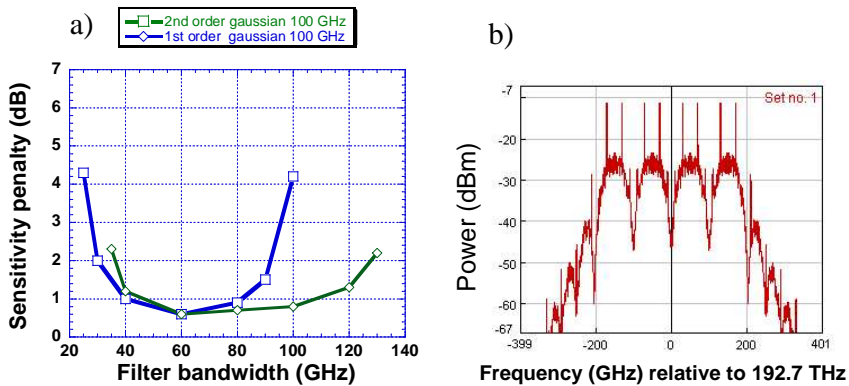 a)
2nd order gaussian 100 GHz
1st order gaussian 100 GHz
Sensitivity penalty (dB)
7
6
5
4
3
2
1
0
20 40 60 80 100 120 140
Filter bandwidth (GHz)
b)
Set no. 1
Power (dBm)
-7
-20
-30
-40
-50
-60
-67
-399 -200 0 200 401
Frequency (GHz) relative to 192.7 THz